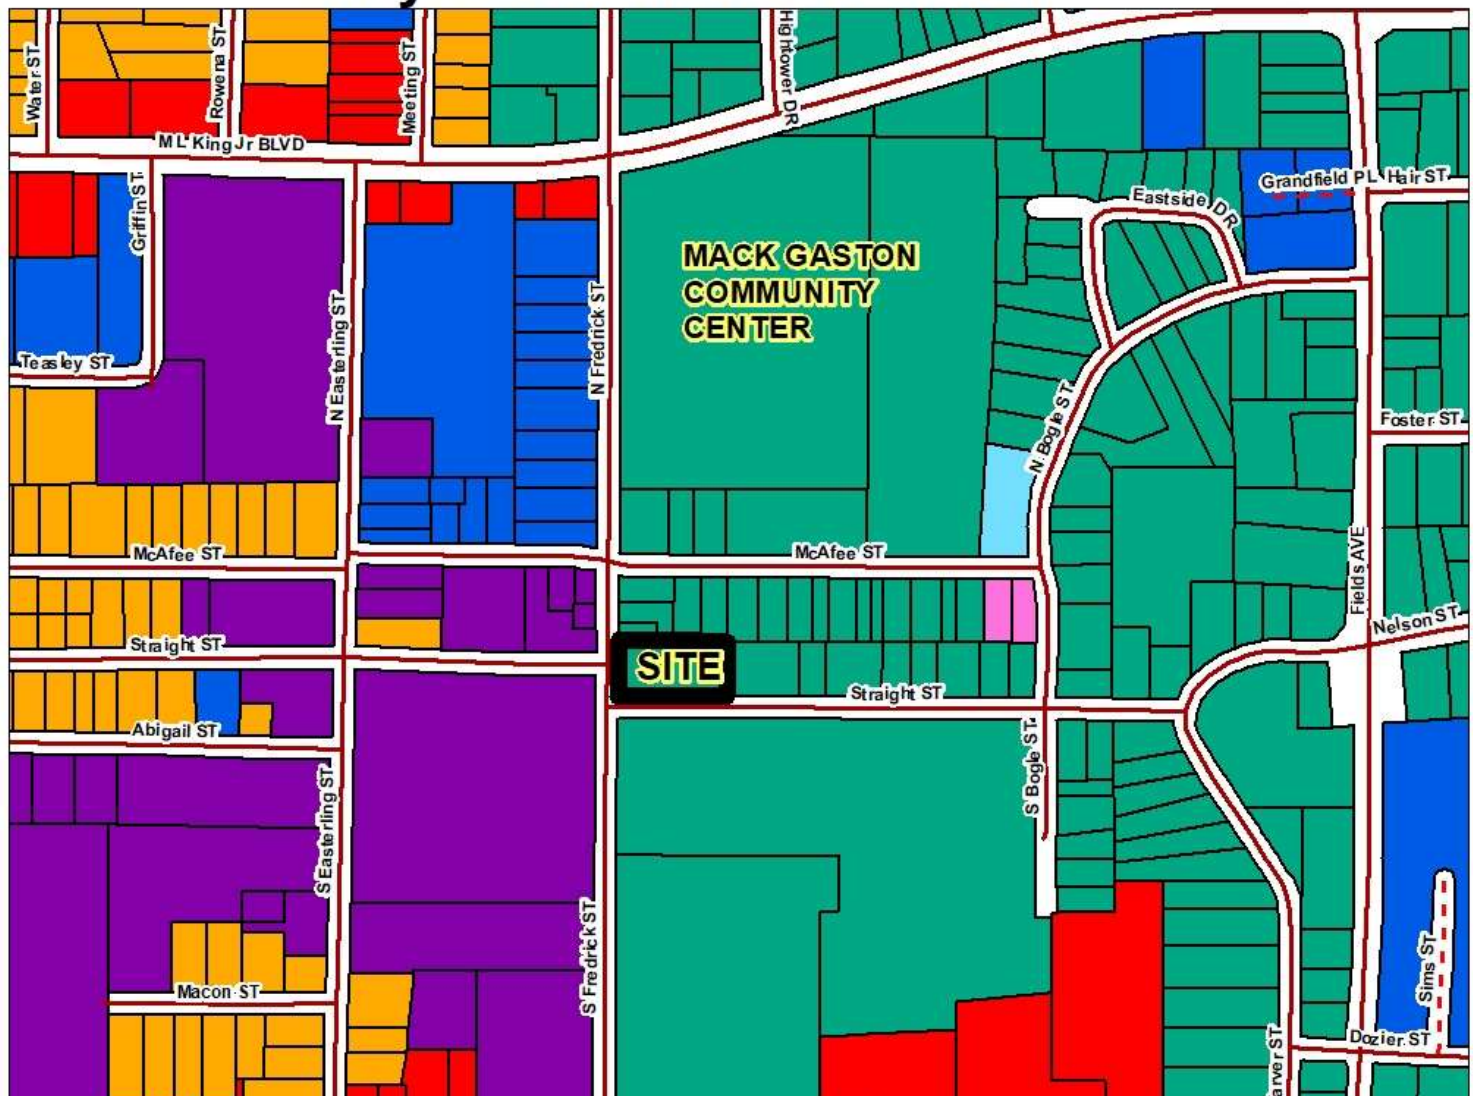 Water ST
Rowena ST
Meeting ST
Hightower DR
M L King Jr BLVD
Griffin ST
Grandfield PL
Hair ST
Eastside DR
MACK GASTON
COMMUNITY
CENTER
N Easterling ST
N Fredrick ST
Teasley ST
N Bogle ST
Foster ST
McAfee ST
McAfee ST
Fields AVE
Nelson ST
Straight ST
SITE
Straight ST
Abigail ST
S Bogle ST
S Easterling ST
S Fredrick ST
Sims ST
Macon ST
Dozier ST
arver ST